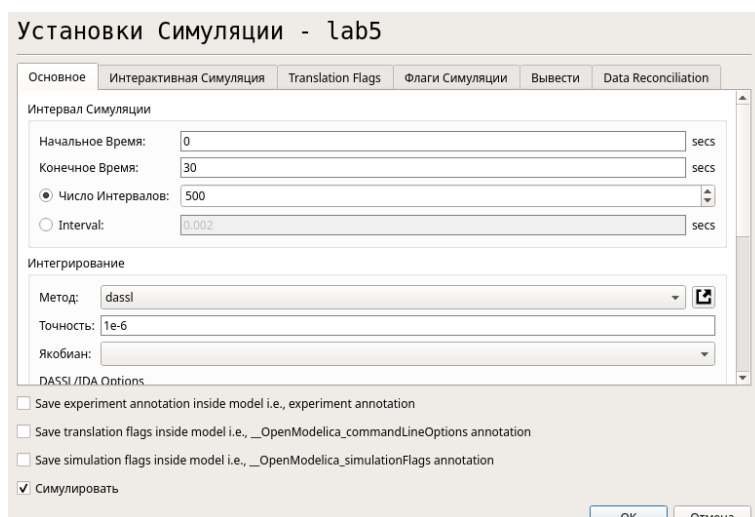 Установки Симуляции - lab5
Основное Интерактивная Симуляция Translation Flags Флаги Симуляции Вывести Data Reconciliation
Интервал Симуляции
Начальное Время: 0 secs
Конечное Время: 30 secs
Число Интервалов: 500
Interval: 0.002 secs
Интегрирование
Метод: dassl
Точность: 1e-6
Якобиан:
DASSL/IDA Options
Save experiment annotation inside model i.e., experiment annotation
Save translation flags inside model i.e., __OpenModelica_commandLineOptions annotation
Save simulation flags inside model i.e., __OpenModelica_simulationFlags annotation
Симулировать
OK Отмена